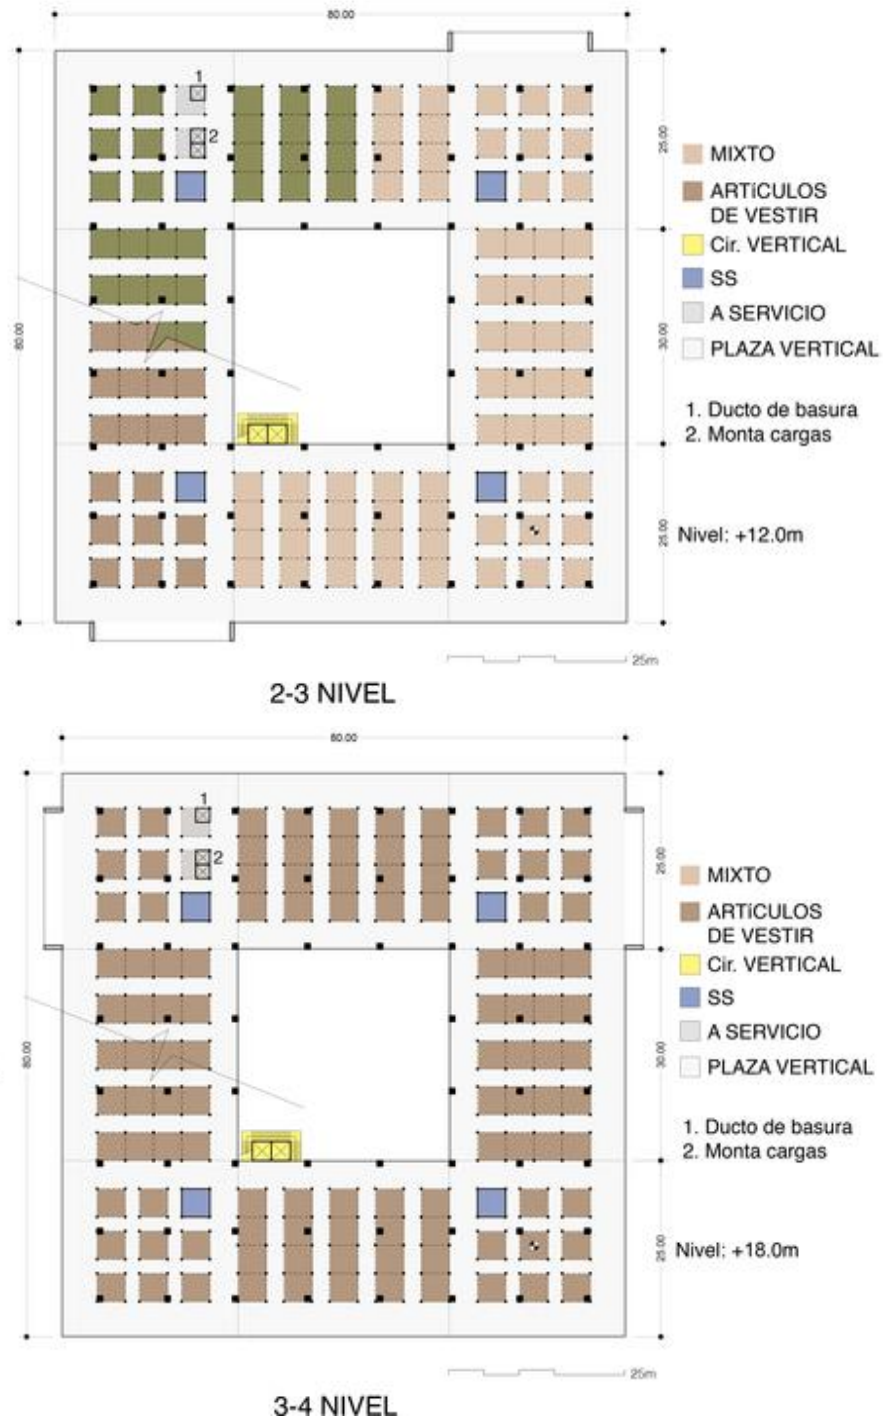 80.00
1
2
25.00
80.00
30.00
25.00
MIXTO
ARTíCULOS
DE VESTIR
Cir. VERTICAL
SS
A SERVICIO
PLAZA VERTICAL
1. Ducto de basura
2. Monta cargas
Nivel: +12.0m
25m
2-3 NIVEL
80.00
1
2
25.00
80.00
30.00
25.00
MIXTO
ARTíCULOS
DE VESTIR
Cir. VERTICAL
SS
A SERVICIO
PLAZA VERTICAL
1. Ducto de basura
2. Monta cargas
Nivel: +18.0m
25m
3-4 NIVEL